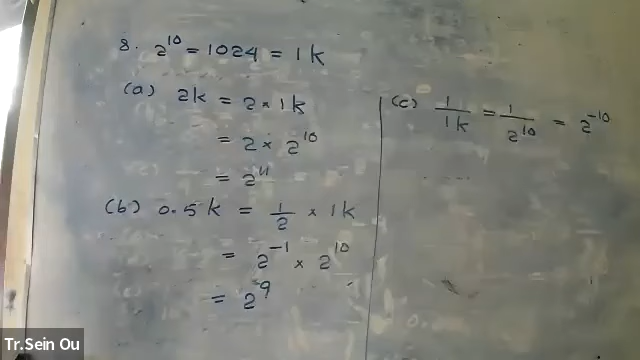 8. 2^10 = 1024 = 1k
(a) 2k = 2 × 1k
= 2 × 2^10
= 2^11
(b) 0.5k = 1/2 × 1k
= 2^-1 × 2^10
= 2^9
(c) 1/1k = 1/2^10 = 2^-10
Tr.Sein Ou